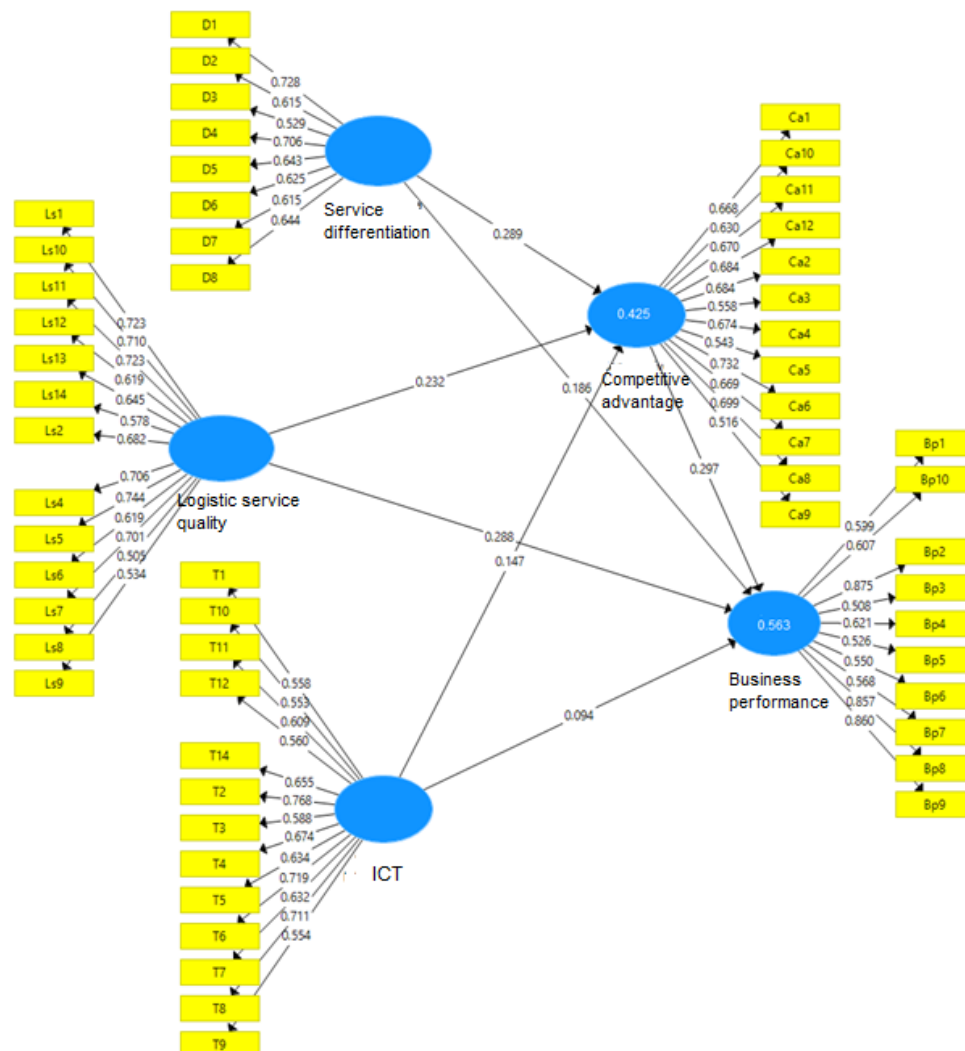 D1
D2
D3
D4
D5
D6
D7
D8
0.728
0.615
0.529
0.706
0.643
0.625
0.615
0.644
Service
differentiation
Ls1
Ls10
Ls11
Ls12
Ls13
Ls14
Ls2
Ls4
Ls5
Ls6
Ls7
Ls8
Ls9
0.723
0.710
0.723
0.619
0.645
0.578
0.682
0.706
0.744
0.619
0.701
0.505
0.534
Logistic service
quality
T1
T10
T11
T12
T14
T2
T3
T4
T5
T6
T7
T8
T9
0.558
0.553
0.609
0.560
0.655
0.768
0.588
0.674
0.634
0.719
0.632
0.711
0.554
ICT
0.289
0.232
0.186
0.288
0.147
0.094
0.297
0.425
Competitive
advantage
0.668
0.630
0.670
0.684
0.684
0.558
0.674
0.543
0.732
0.669
0.699
0.516
Ca1
Ca10
Ca11
Ca12
Ca2
Ca3
Ca4
Ca5
Ca6
Ca7
Ca8
Ca9
0.563
Business
performance
0.599
0.607
0.875
0.508
0.621
0.526
0.550
0.568
0.857
0.860
Bp1
Bp10
Bp2
Bp3
Bp4
Bp5
Bp6
Bp7
Bp8
Bp9